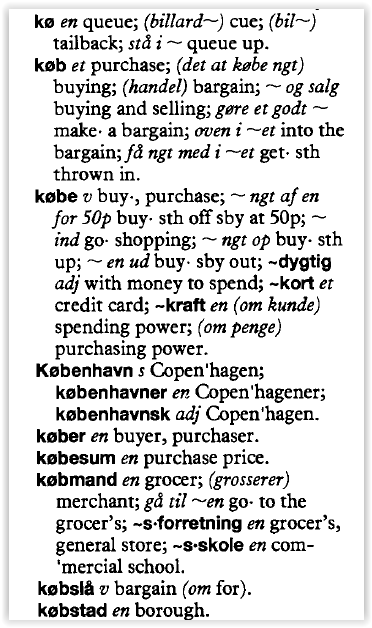 kø en queue; (billard~) cue; (bil~)
tailback; stå i ~ queue up.
køb et purchase; (det at købe ngt)
buying; (handel) bargain; ~ og salg
buying and selling; gøre et godt ~
make· a bargain; oven i ~et into the
bargain; få ngt med i ~et get· sth
thrown in.
købe v buy·, purchase; ~ ngt af en
for 50p buy· sth off sby at 50p; ~
ind go· shopping; ~ ngt op buy· sth
up; ~ en ud buy· sby out; ~dygtig
adj with money to spend; ~kort et
credit card; ~kraft en (om kunde)
spending power; (om penge)
purchasing power.
København s Copen'hagen;
københavner en Copen'hagener;
københavnsk adj Copen'hagen.
køber en buyer, purchaser.
købesum en purchase price.
købmand en grocer; (grosserer)
merchant; gå til ~en go· to the
grocer's; ~s·forretning en grocer's,
general store; ~s·skole en com-
'mercial school.
købslå v bargain (om for).
købstad en borough.